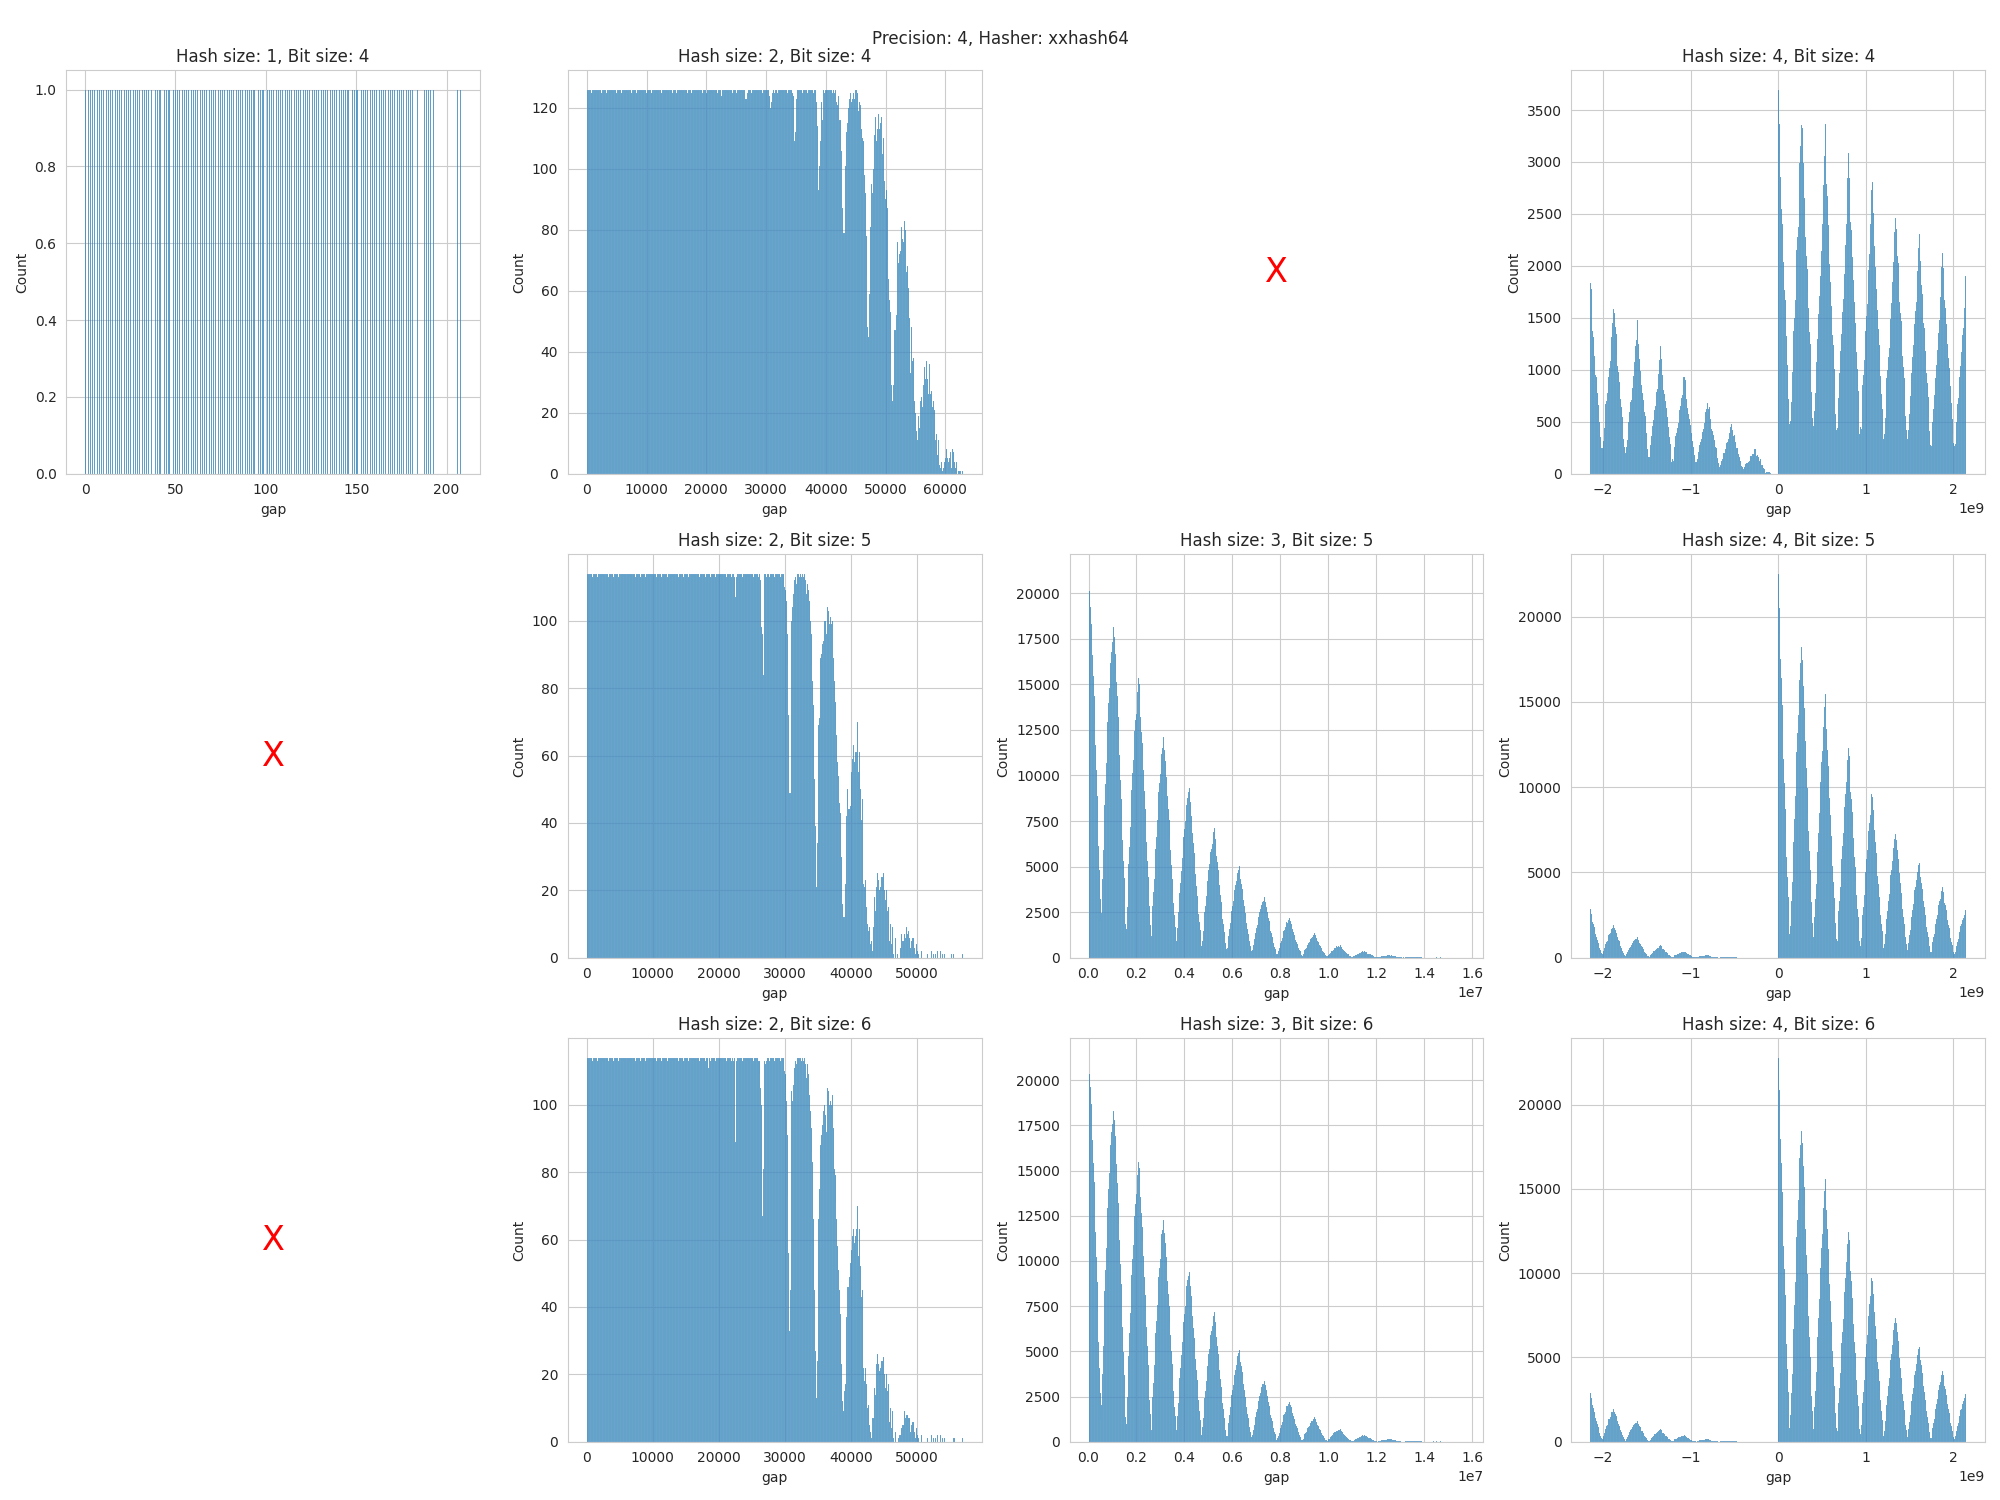 Precision: 4, Hasher: xxhash64
Hash size: 1, Bit size: 4
1.0
0.8
0.6
0.4
0.2
0.0
Count
0 50 100 150 200
gap
Hash size: 2, Bit size: 4
120
100
80
60
40
20
0
Count
0 10000 20000 30000 40000 50000 60000
gap
X
Hash size: 4, Bit size: 4
3500
3000
2500
2000
1500
1000
500
0
Count
−2 −1 0 1 2
1e9
gap
X
Hash size: 2, Bit size: 5
100
80
60
40
20
0
Count
0 10000 20000 30000 40000 50000
gap
Hash size: 3, Bit size: 5
20000
17500
15000
12500
10000
7500
5000
2500
0
Count
0.0 0.2 0.4 0.6 0.8 1.0 1.2 1.4 1.6
1e7
gap
Hash size: 4, Bit size: 5
20000
15000
10000
5000
0
Count
−2 −1 0 1 2
1e9
gap
X
Hash size: 2, Bit size: 6
100
80
60
40
20
0
Count
0 10000 20000 30000 40000 50000
gap
Hash size: 3, Bit size: 6
20000
17500
15000
12500
10000
7500
5000
2500
0
Count
0.0 0.2 0.4 0.6 0.8 1.0 1.2 1.4 1.6
1e7
gap
Hash size: 4, Bit size: 6
20000
15000
10000
5000
0
Count
−2 −1 0 1 2
1e9
gap